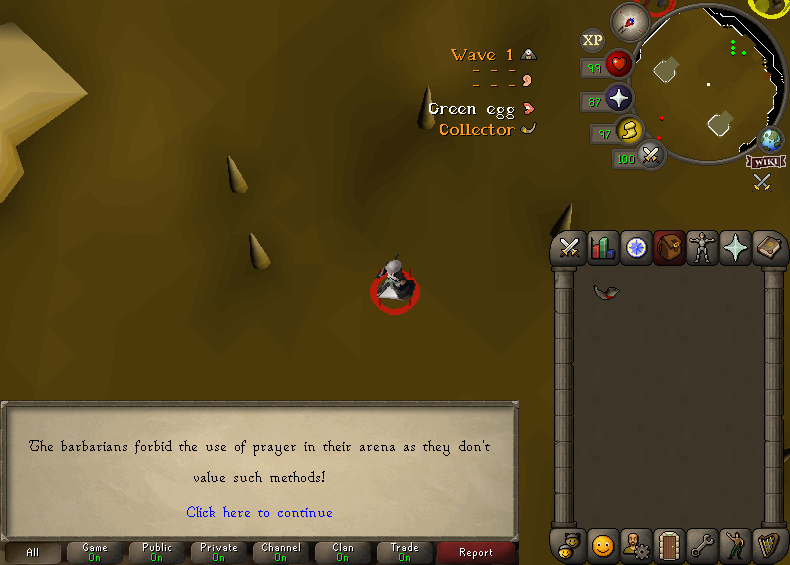 XP
Wave 1
- - -
- - -
Green egg
Collector
99
67
97
100
WIKI
The barbarians forbid the use of prayer in their arena as they don't
value such methods!
Click here to continue
All
Game
On
Public
On
Private
On
Channel
On
Clan
On
Trade
On
Report